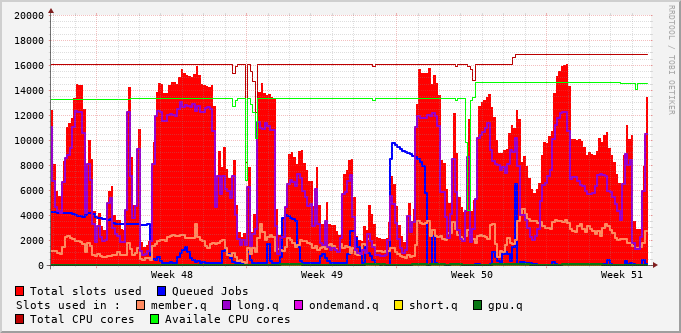 20000
18000
16000
14000
12000
10000
8000
6000
4000
2000
0
Week 48 Week 49 Week 50 Week 51
Total slots used Queued Jobs
Slots used in : member.q long.q ondemand.q short.q gpu.q
Total CPU cores Availale CPU cores
RRDTOOL / TOBI OETIKER